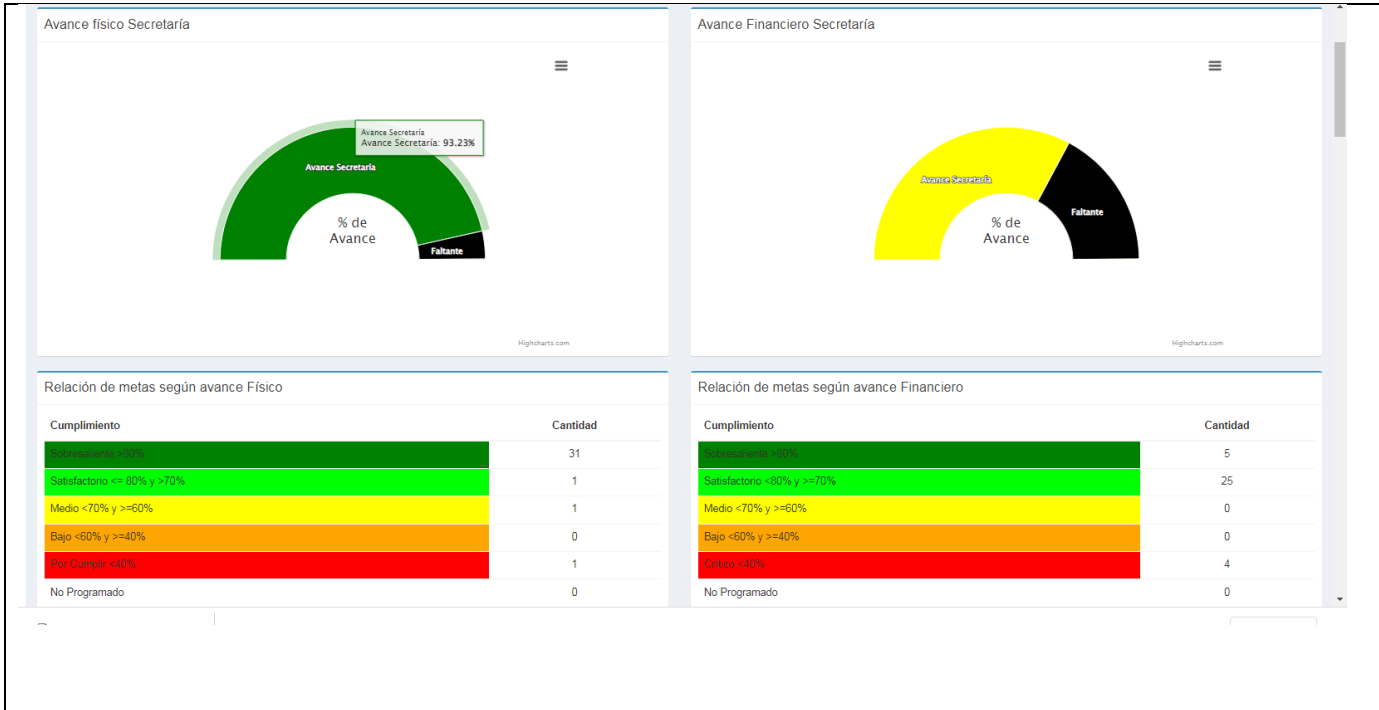 Avance físico Secretaría
Avance Secretaría
Avance Secretaría: 93.23%
Avance Secretaría
% de
Avance
Faltante
Highcharts.com
Avance Financiero Secretaría
Avance Secretaría
% de
Avance
Faltante
Highcharts.com
Relación de metas según avance Físico
Cumplimiento Cantidad
Sobresaliente >80% 31
Satisfactorio <= 80% y >70% 1
Medio <70% y >=60% 1
Bajo <60% y >=40% 0
Por Cumplir <40% 1
No Programado 0
Relación de metas según avance Financiero
Cumplimiento Cantidad
Sobresaliente >80% 5
Satisfactorio <80% y >=70% 25
Medio <70% y >=60% 0
Bajo <60% y >=40% 0
Crítico <40% 4
No Programado 0